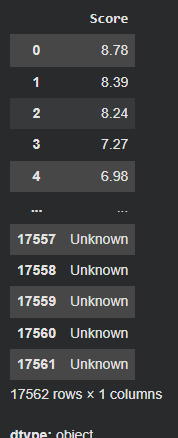 Score
0 8.78
1 8.39
2 8.24
3 7.27
4 6.98
... ...
17557 Unknown
17558 Unknown
17559 Unknown
17560 Unknown
17561 Unknown
17562 rows × 1 columns
dtype: object